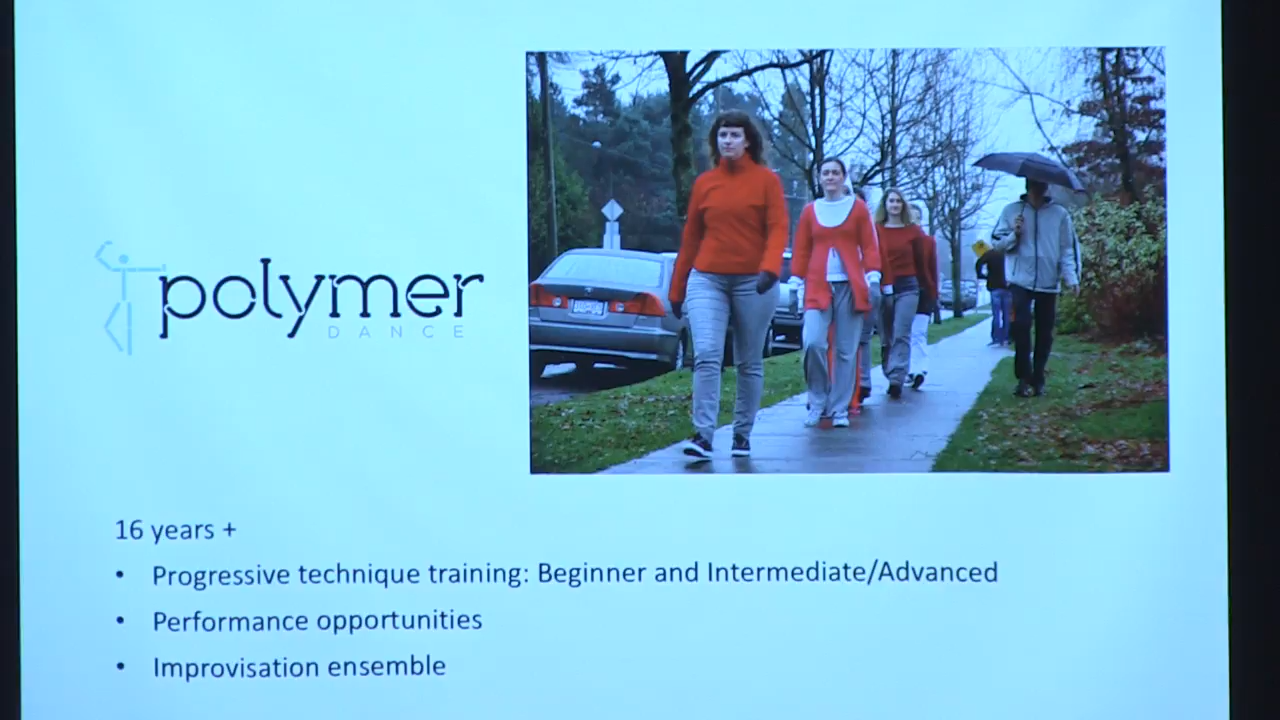 polymer
DANCE
16 years +
• Progressive technique training: Beginner and Intermediate/Advanced
• Performance opportunities
• Improvisation ensemble